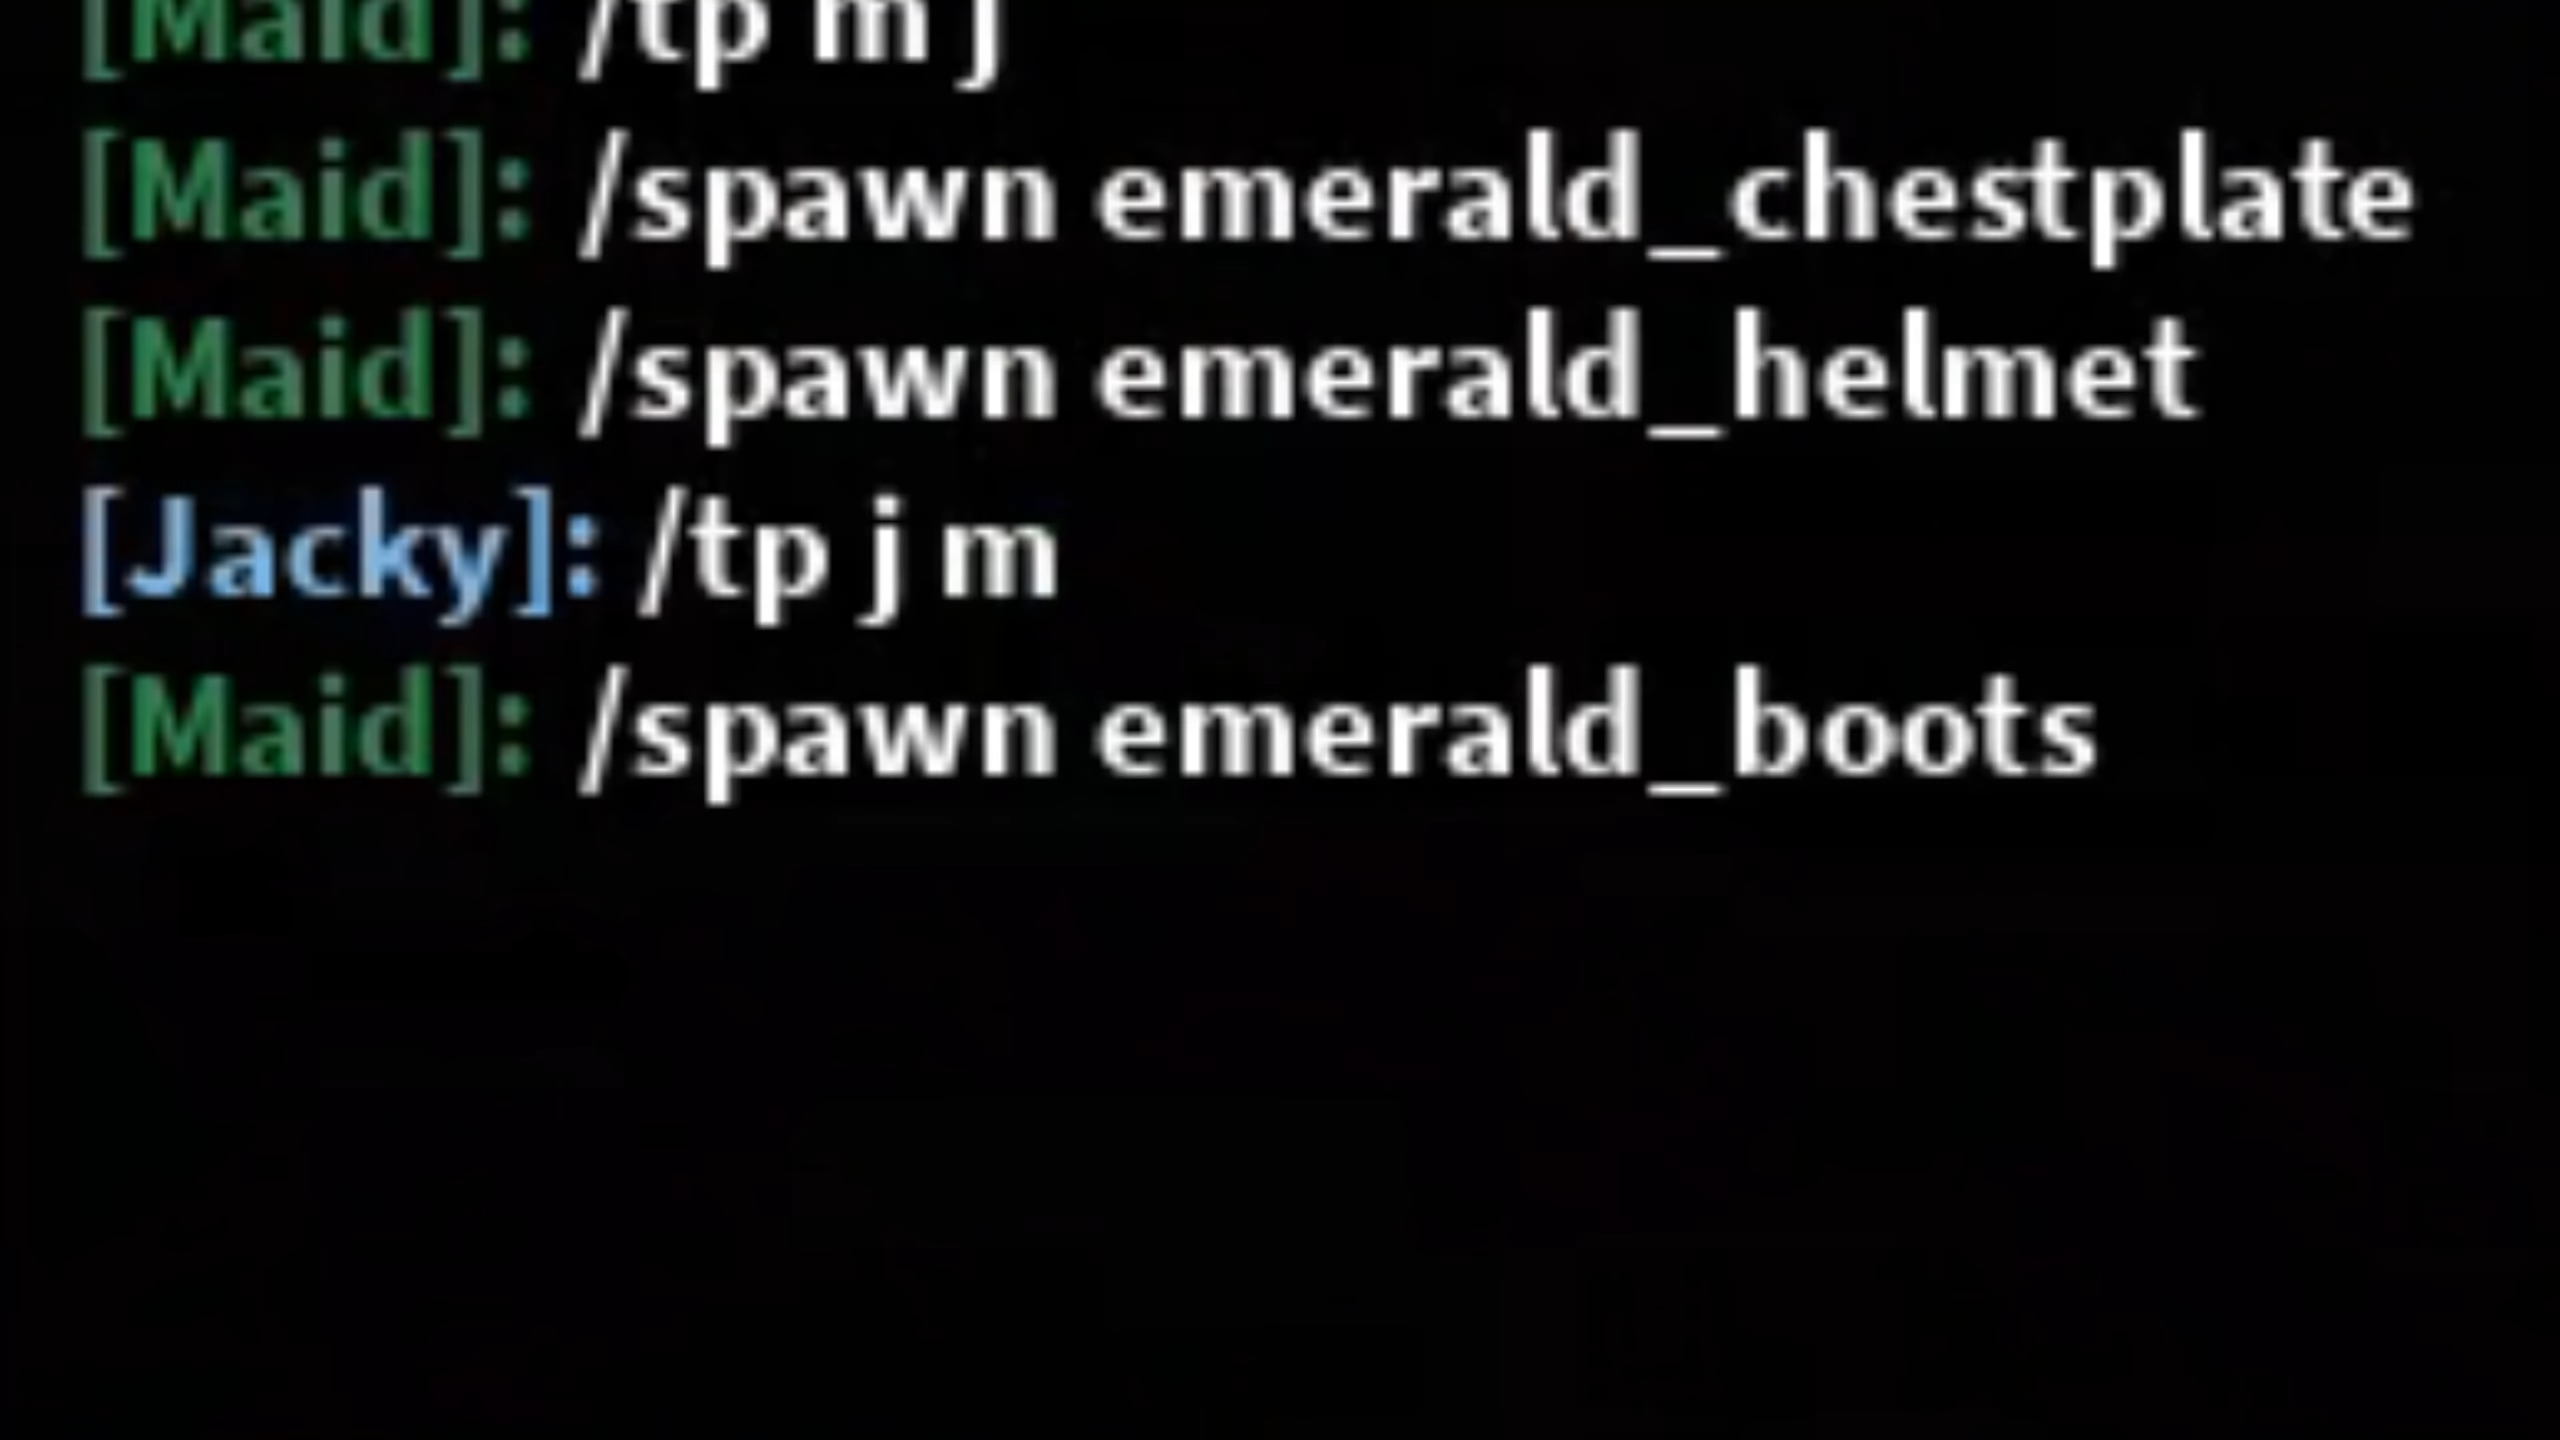 [Maid]: /tp m j
[Maid]: /spawn emerald_chestplate
[Maid]: /spawn emerald_helmet
[Jacky]: /tp j m
[Maid]: /spawn emerald_boots